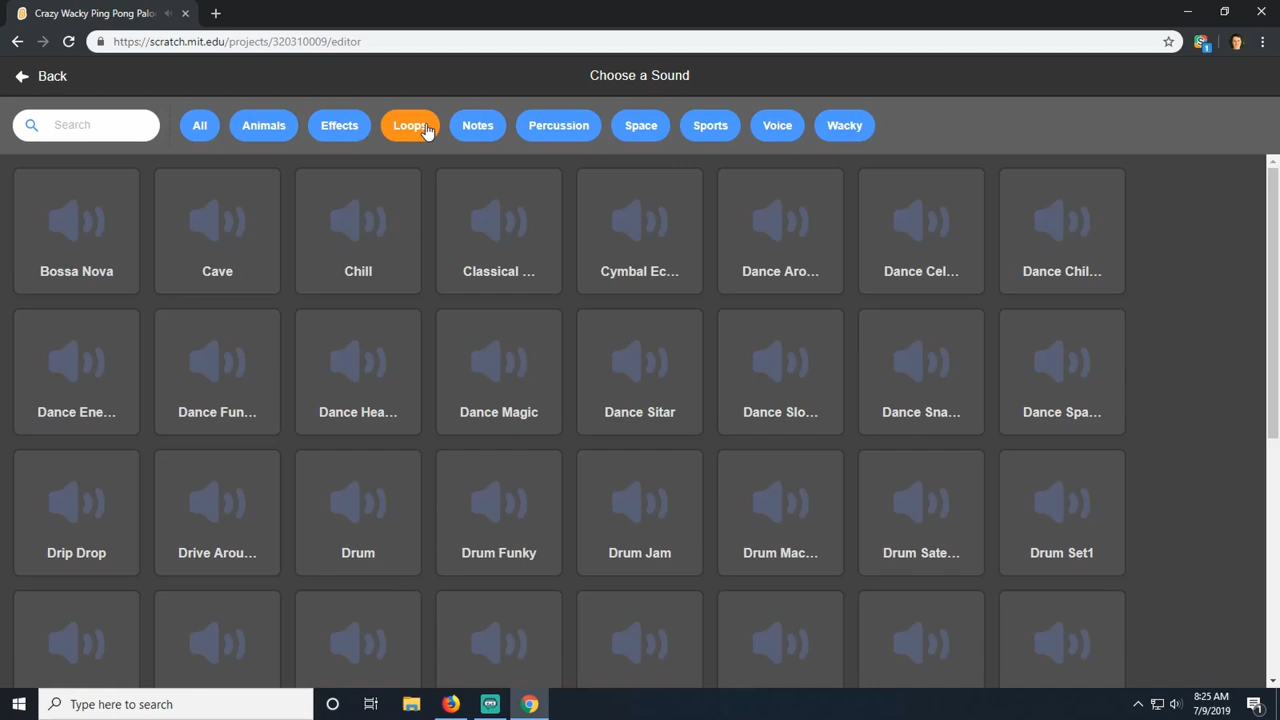 Crazy Wacky Ping Pong Palo
https://scratch.mit.edu/projects/320310009/editor
1
Back
Choose a Sound
Search
All
Animals
Effects
Loops
Notes
Percussion
Space
Sports
Voice
Wacky
Bossa Nova
Cave
Chill
Classical ...
Cymbal Ec...
Dance Aro...
Dance Cel...
Dance Chil...
Dance Ene...
Dance Fun...
Dance Hea...
Dance Magic
Dance Sitar
Dance Slo...
Dance Sna...
Dance Spa...
Drip Drop
Drive Arou...
Drum
Drum Funky
Drum Jam
Drum Mac...
Drum Sate...
Drum Set1
Type here to search
8:25 AM
7/9/2019
1